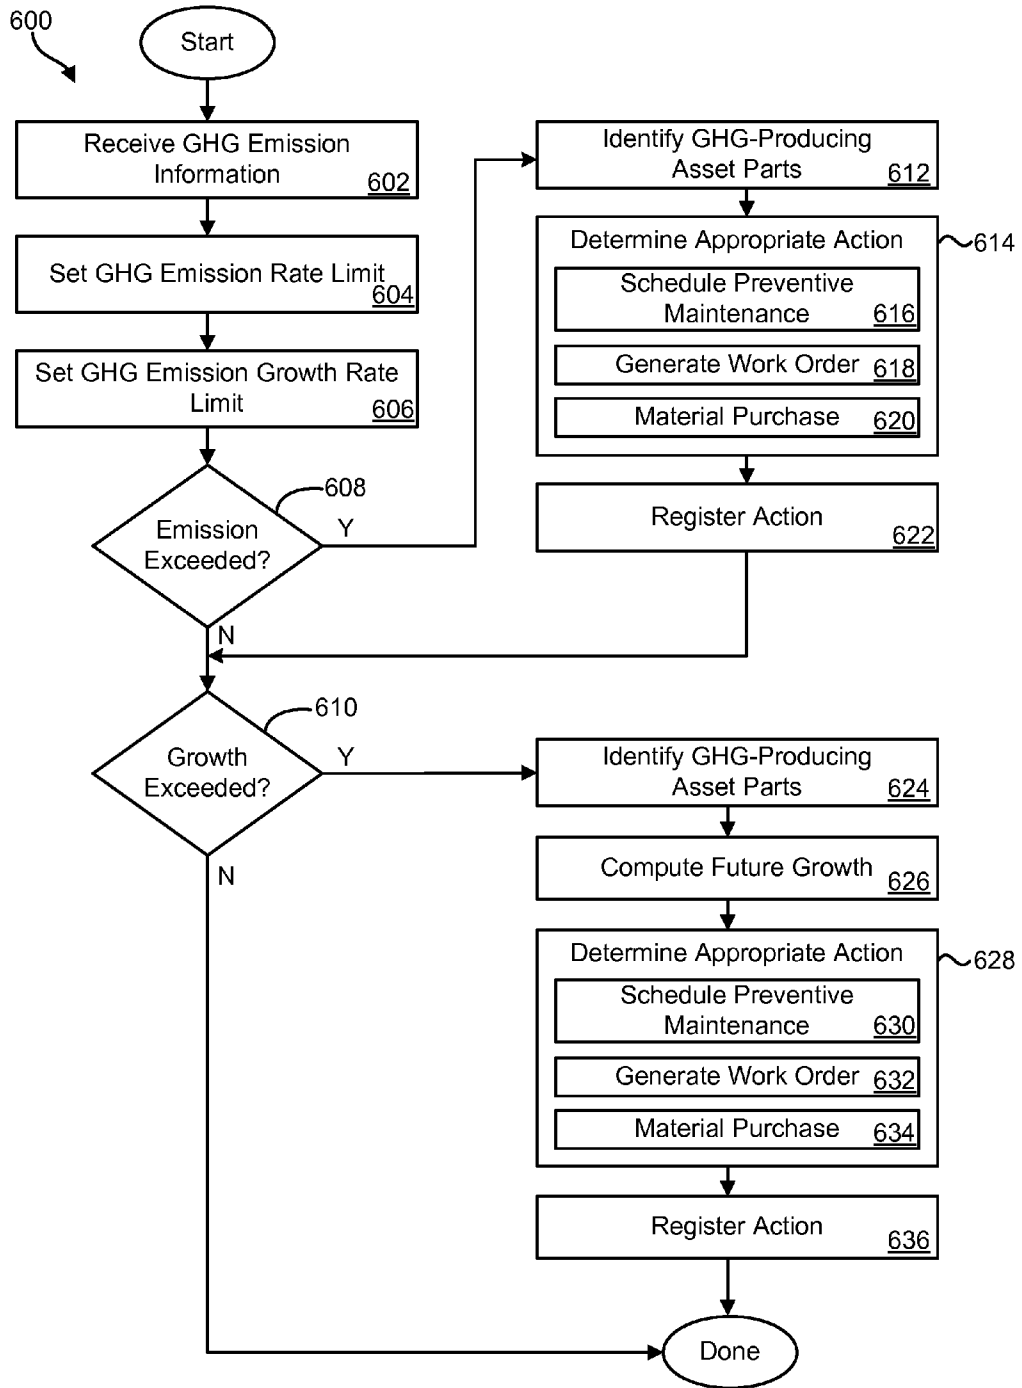 600
Start
Receive GHG Emission
Information
602
Set GHG Emission Rate Limit
604
Set GHG Emission Growth Rate
Limit
606
608
Emission
Exceeded?
Y
N
Identify GHG-Producing
Asset Parts
612
Determine Appropriate Action
614
Schedule Preventive
Maintenance
616
Generate Work Order
618
Material Purchase
620
Register Action
622
610
Growth
Exceeded?
Y
N
Identify GHG-Producing
Asset Parts
624
Compute Future Growth
626
Determine Appropriate Action
628
Schedule Preventive
Maintenance
630
Generate Work Order
632
Material Purchase
634
Register Action
636
Done